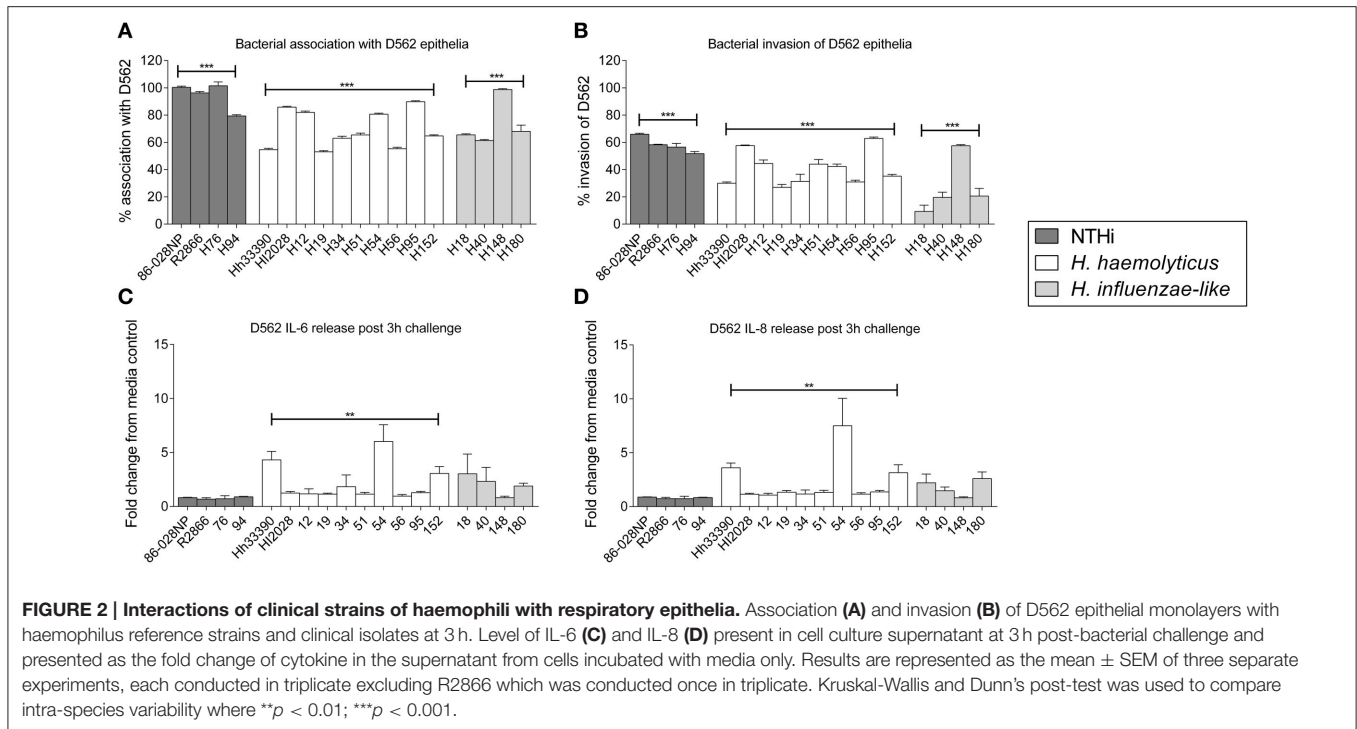 A
Bacterial association with D562 epithelia
% association with D562
120
100
80
60
40
20
0
***
***
***
86-028NP
R2866
H76
H94
Hh33390
HI2028
H12
H19
H34
H51
H54
H56
H95
H152
H18
H40
H148
H180
B
Bacterial invasion of D562 epithelia
% invasion of D562
120
100
80
60
40
20
0
***
***
***
86-028NP
R2866
H76
H94
Hh33390
HI2028
H12
H19
H34
H51
H54
H56
H95
H152
H18
H40
H148
H180
NTHi
H. haemolyticus
H. influenzae-like
C
D562 IL-6 release post 3h challenge
Fold change from media control
15
10
5
0
**
86-028NP
R2866
76
94
Hh33390
HI2028
12
19
34
51
54
56
95
152
18
40
148
180
D
D562 IL-8 release post 3h challenge
Fold change from media control
15
10
5
0
**
86-028NP
R2866
76
94
Hh33390
HI2028
12
19
34
51
54
56
95
152
18
40
148
180
FIGURE 2 | Interactions of clinical strains of haemophili with respiratory epithelia. Association (A) and invasion (B) of D562 epithelial monolayers with
haemophilus reference strains and clinical isolates at 3 h. Level of IL-6 (C) and IL-8 (D) present in cell culture supernatant at 3 h post-bacterial challenge and
presented as the fold change of cytokine in the supernatant from cells incubated with media only. Results are represented as the mean ± SEM of three separate
experiments, each conducted in triplicate excluding R2866 which was conducted once in triplicate. Kruskal-Wallis and Dunn's post-test was used to compare
intra-species variability where **p < 0.01; ***p < 0.001.